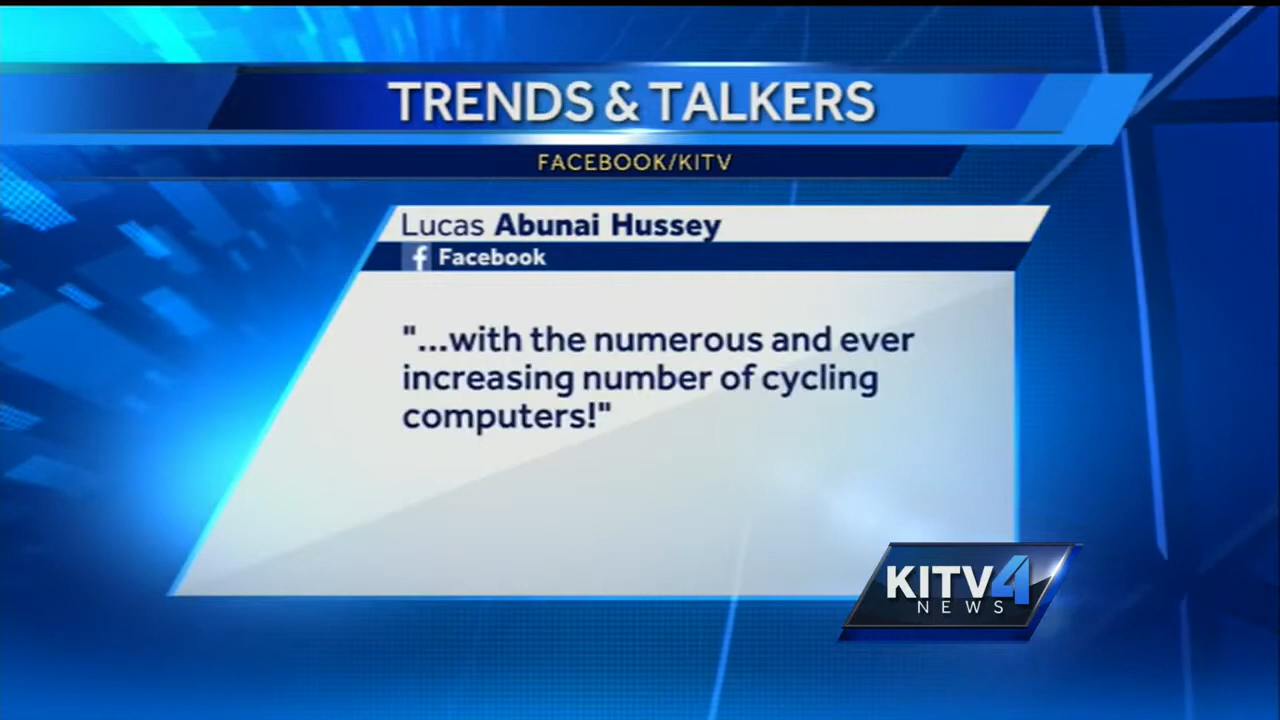 TRENDS & TALKERS
FACEBOOK/KITV
Lucas Abunai Hussey
f Facebook
"...with the numerous and ever
increasing number of cycling
computers!"
KITV4
NEWS